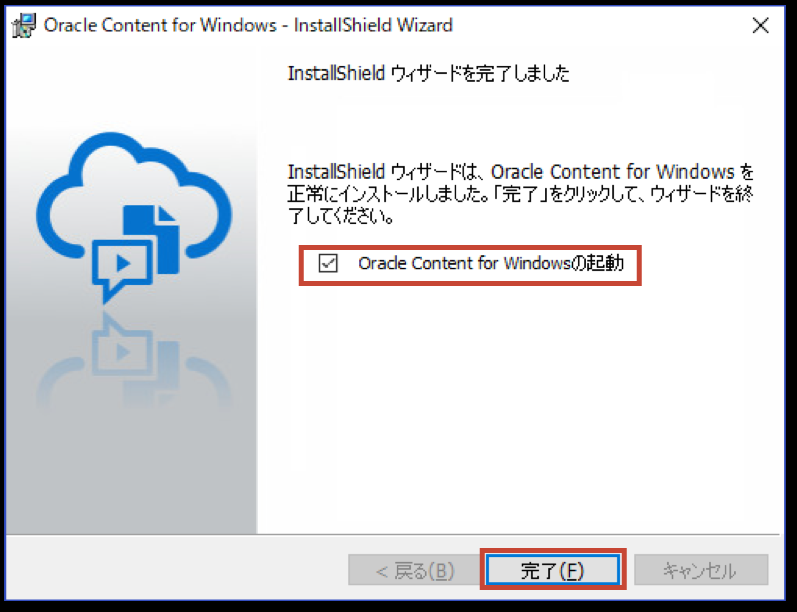 Oracle Content for Windows - InstallShield Wizard
InstallShield ウィザードを完了しました
InstallShield ウィザードは、Oracle Content for Windows を
正常にインストールしました。「完了」をクリックして、ウィザードを終
了してください。
Oracle Content for Windowsの起動
< 戻る(B)
完了(F)
キャンセル